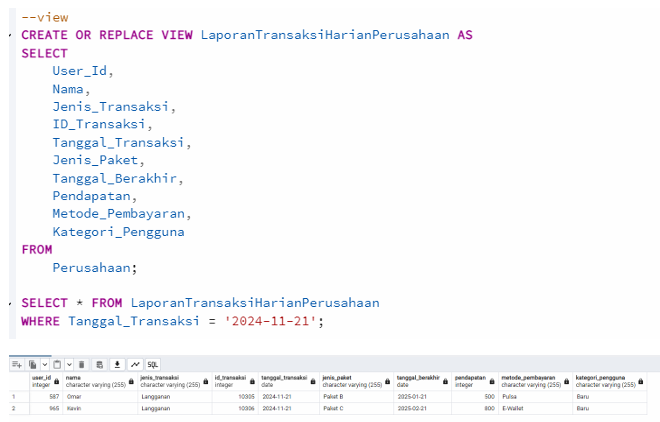 --view
CREATE OR REPLACE VIEW LaporanTransaksiHarianPerusahaan AS
SELECT
User_Id,
Nama,
Jenis_Transaksi,
ID_Transaksi,
Tanggal_Transaksi,
Jenis_Paket,
Tanggal_Berakhir,
Pendapatan,
Metode_Pembayaran,
Kategori_Pengguna
FROM
Perusahaan;
SELECT * FROM LaporanTransaksiHarianPerusahaan
WHERE Tanggal_Transaksi = '2024-11-21';
SQL
user_id nama jenis_transaksi id_transaksi tanggal_transaksi jenis_paket tanggal_berakhir pendapatan metode_pembayaran kategori_pengguna
integer character varying (255) character varying (255) integer date character varying (255) date integer character varying (255) character varying (255)
1 587 Omar Langganan 10305 2024-11-21 Paket B 2025-01-21 500 Pulsa Baru
2 965 Kevin Langganan 10306 2024-11-21 Paket C 2025-02-21 800 E-Wallet Baru